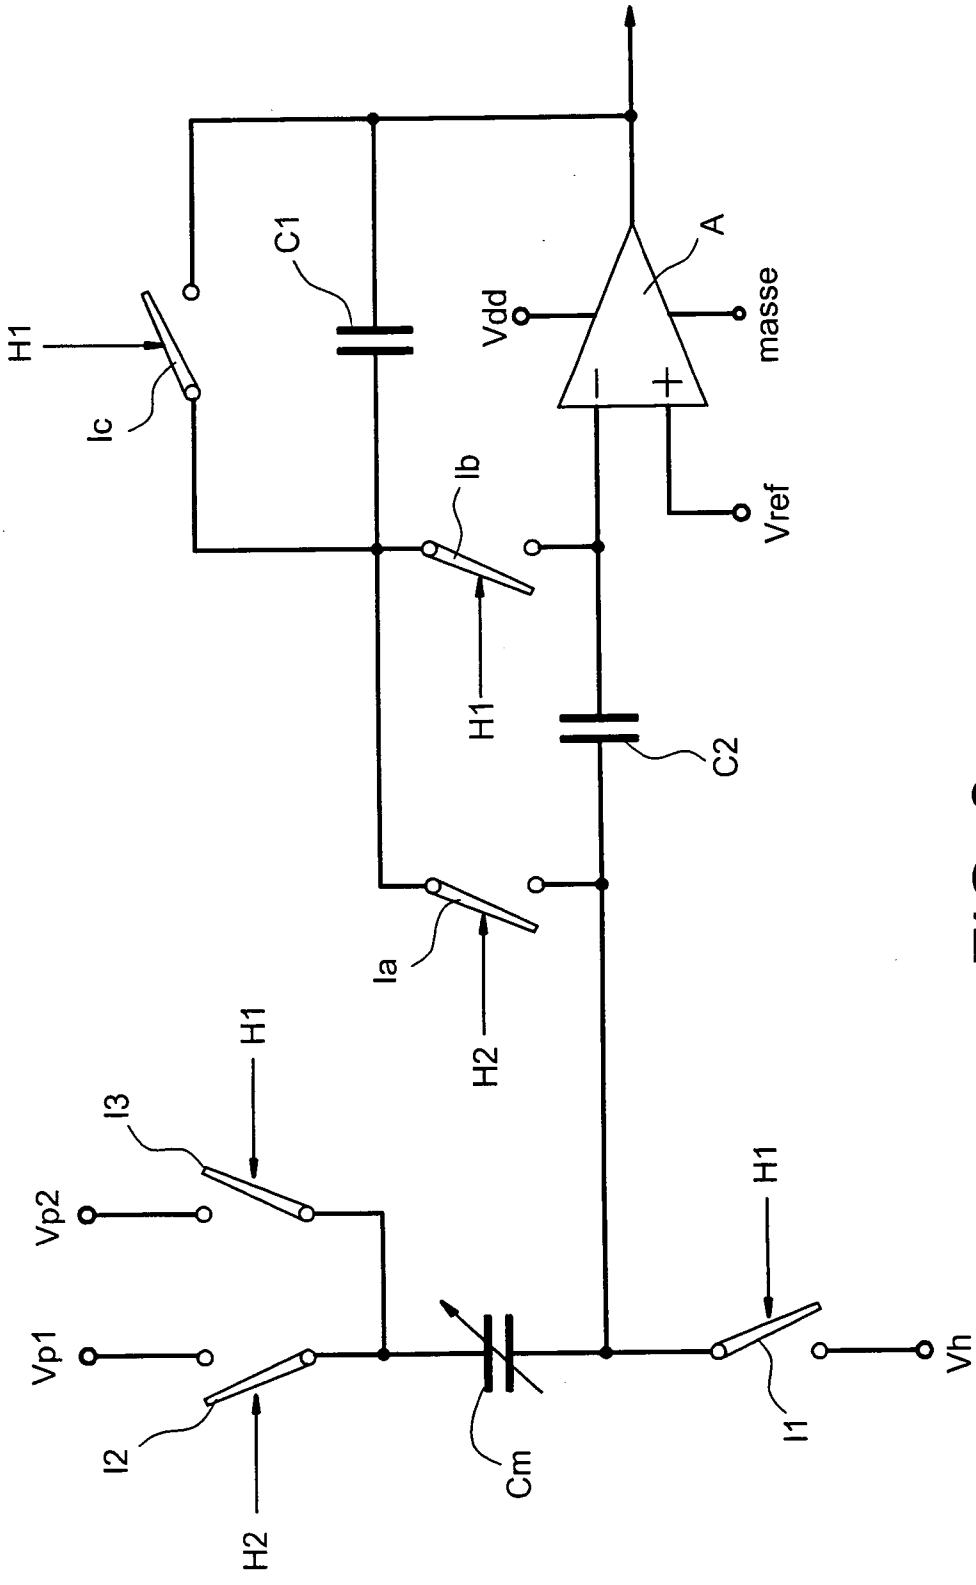 H1
Ic
C1
Vdd
A
masse
Vref
Ib
H1
C2
Ia
H2
Vp2
I3
H1
Vp1
I2
H2
Cm
H1
I1
Vh
−
+